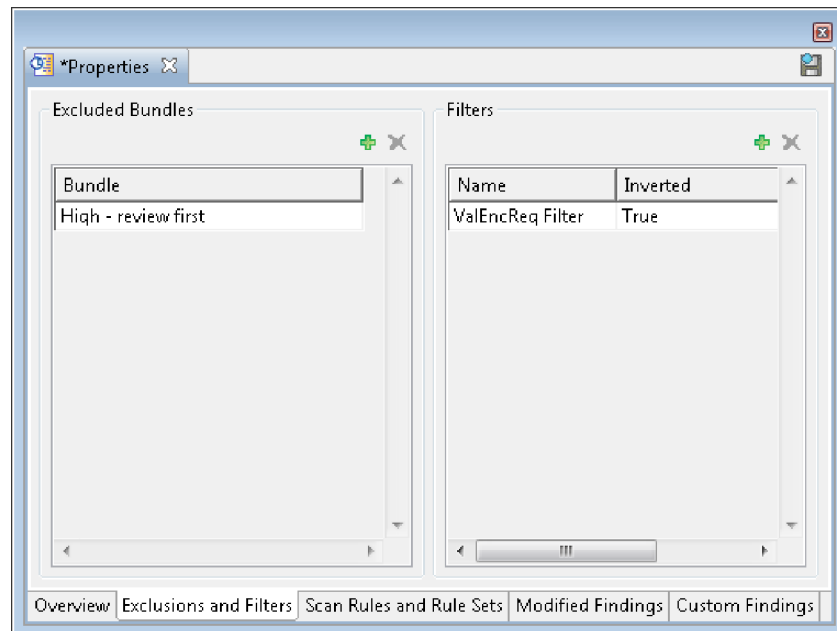 *Properties
Excluded Bundles
Bundle
High - review first
Filters
Name Inverted
ValEncReq Filter True
Overview Exclusions and Filters Scan Rules and Rule Sets Modified Findings Custom Findings